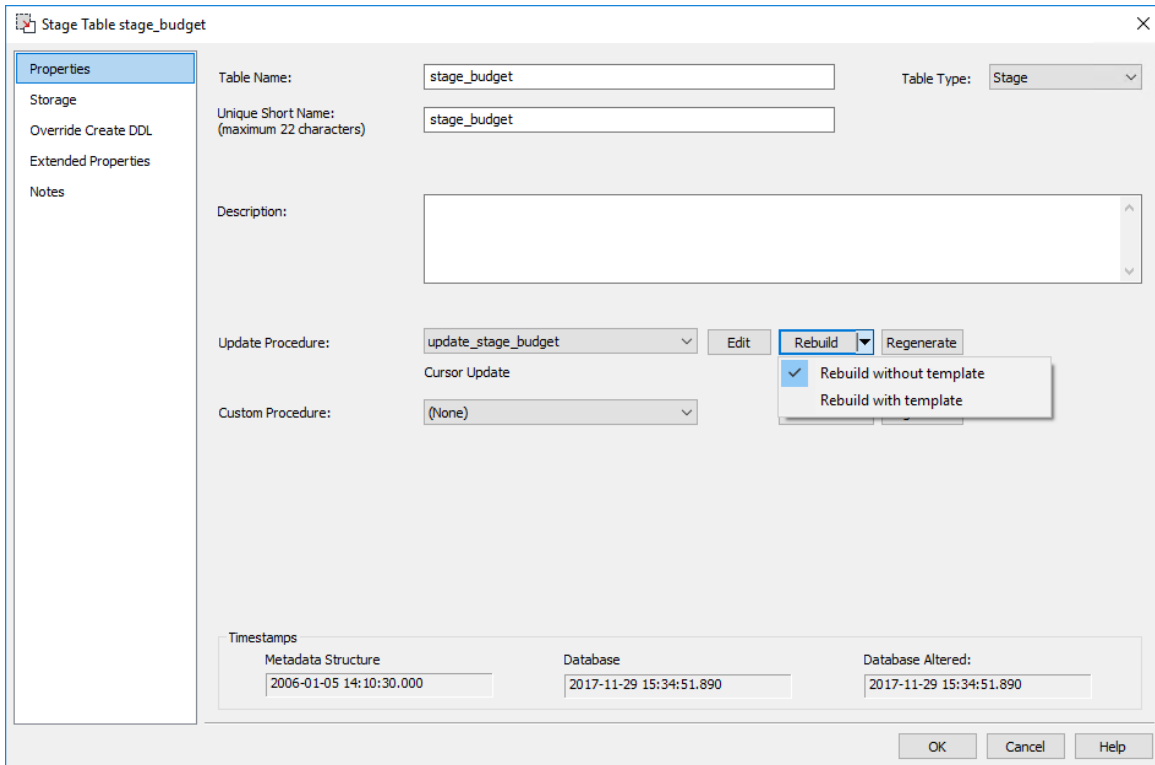 Stage Table stage_budget
Properties
Storage
Override Create DDL
Extended Properties
Notes
Table Name:
stage_budget
Table Type:
Stage
Unique Short Name:
(maximum 22 characters)
stage_budget
Description:
Update Procedure:
update_stage_budget
Edit
Rebuild
Regenerate
Cursor Update
Rebuild without template
Rebuild with template
Custom Procedure:
(None)
Timestamps
Metadata Structure
Database
Database Altered:
2006-01-05 14:10:30.000
2017-11-29 15:34:51.890
2017-11-29 15:34:51.890
OK
Cancel
Help